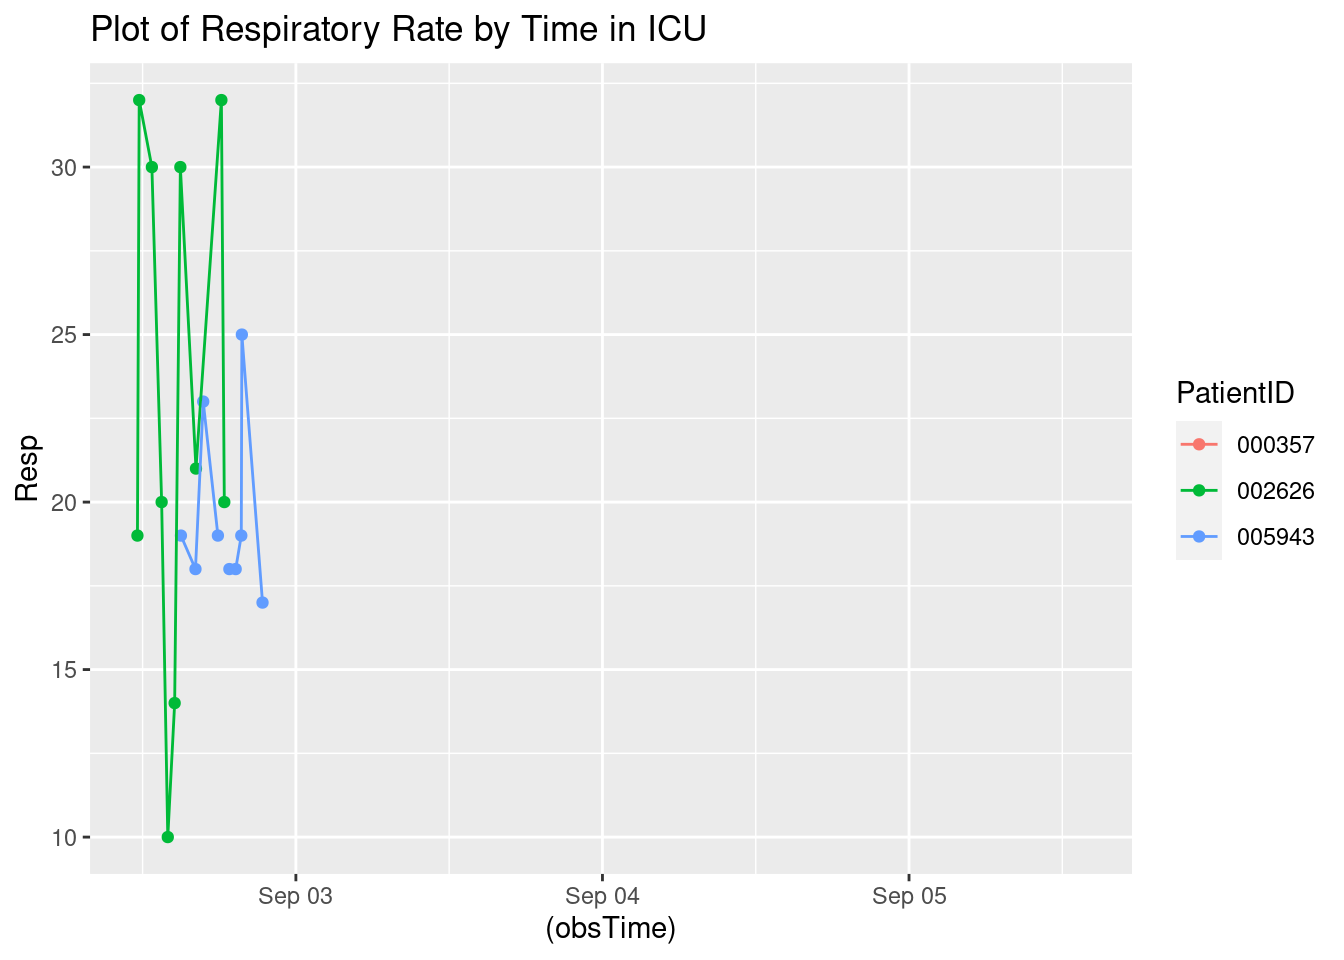 Plot of Respiratory Rate by Time in ICU
Resp
30
25
20
15
10
Sep 03
Sep 04
Sep 05
(obsTime)
PatientID
000357
002626
005943